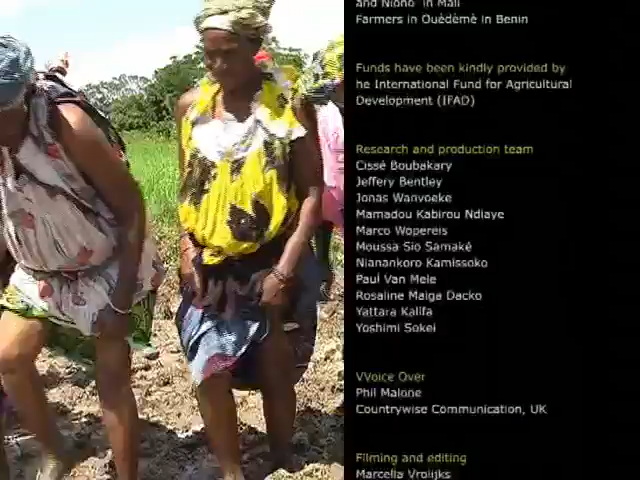 and Niono in Mali
Farmers in Ouèdèmè in Benin
Funds have been kindly provided by
he International Fund for Agricultural
Development (IFAD)
Research and production team
Cissé Boubakary
Jeffery Bentley
Jonas Wanvoeke
Mamadou Kabirou Ndiaye
Marco Wopereis
Moussa Sio Samaké
Nianankoro Kamissoko
Paul Van Mele
Rosaline Maiga Dacko
Yattara Kalifa
Yoshimi Sokei
VVoice Over
Phil Malone
Countrywise Communication, UK
Filming and editing
Marcella Vrolijks